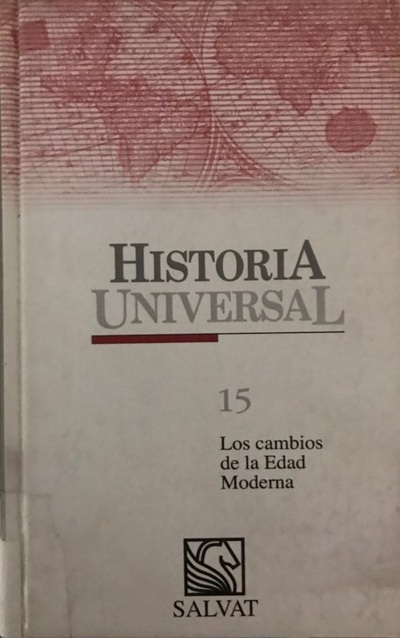 HISTORIA
UNIVERSAL
15
Los cambios
de la Edad
Moderna
SALVAT